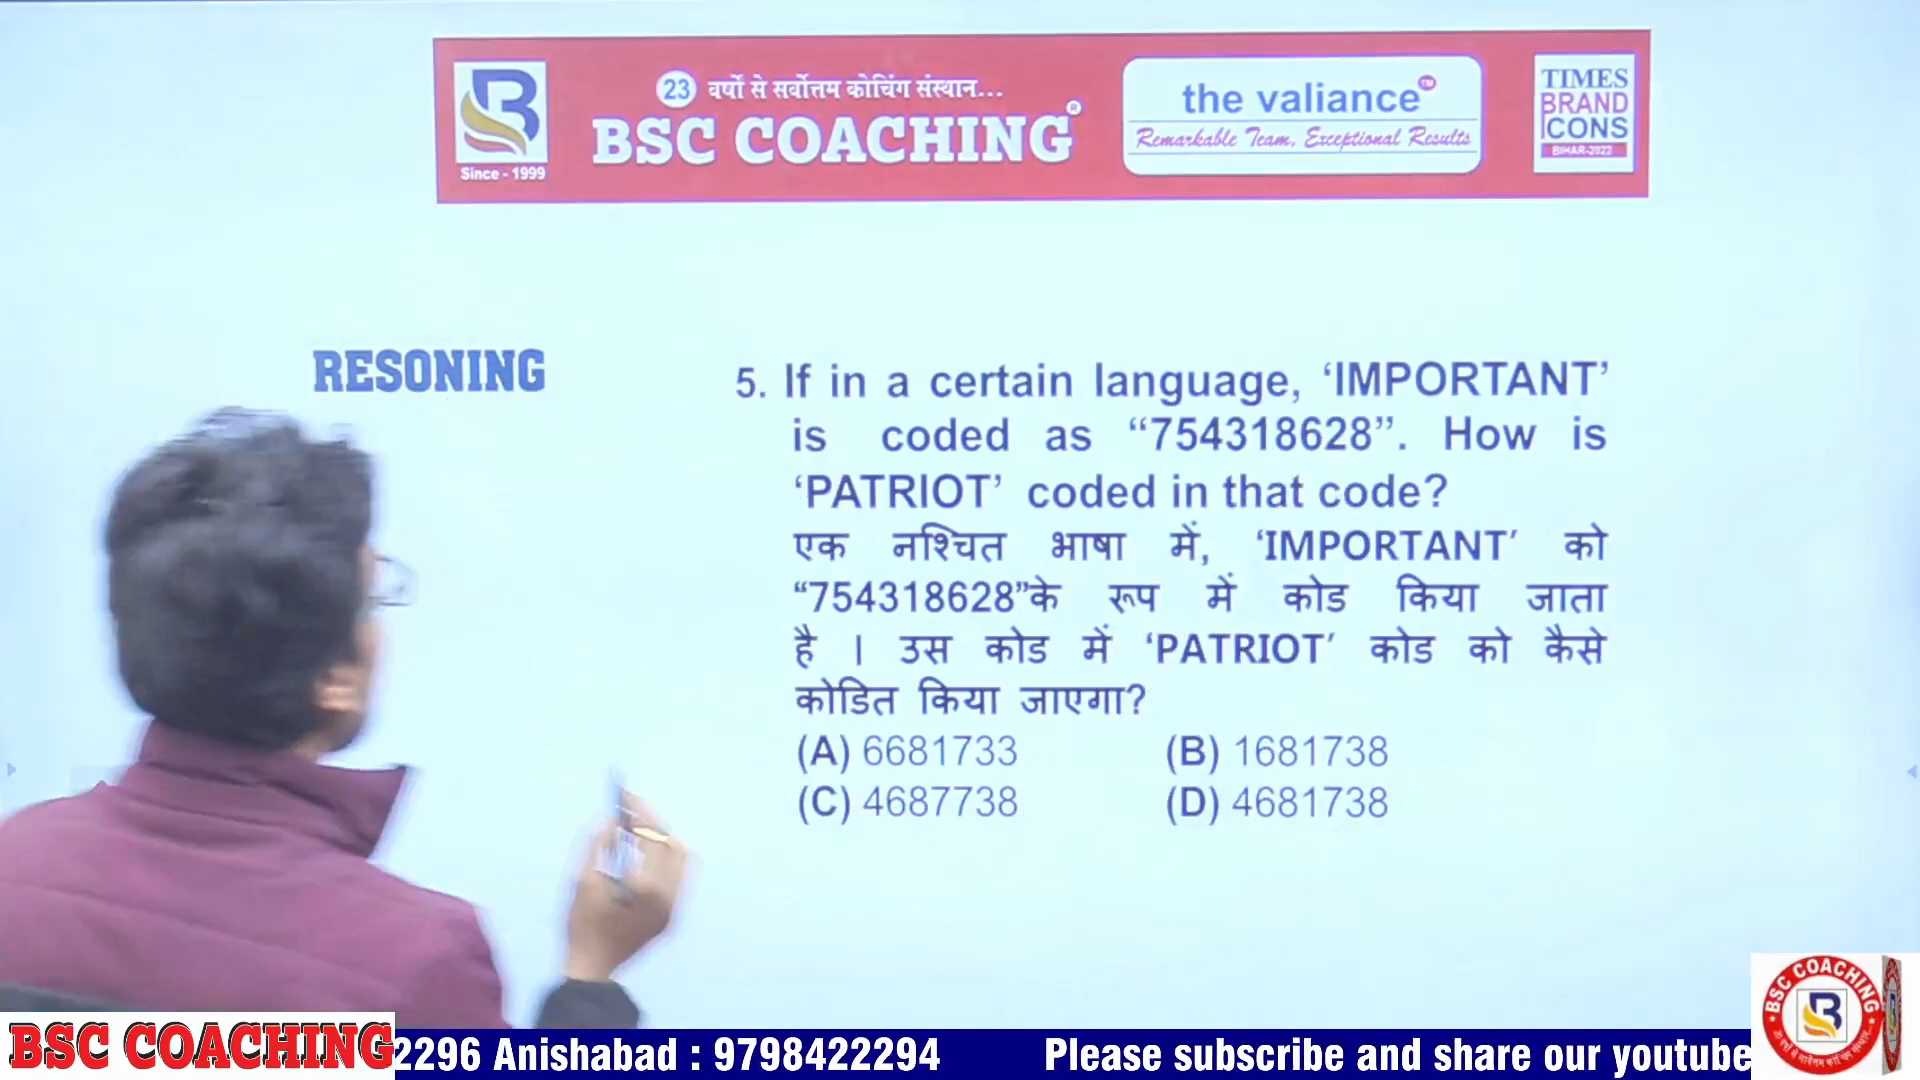 23 वर्षों से सर्वोत्तम कोचिंग संस्थान...
BSC COACHING®
Since - 1999
the valiance™
Remarkable Team, Exceptional Results
TIMES
BRAND
ICONS
BIHAR-2022
RESONING
5. If in a certain language, ‘IMPORTANT’
is coded as “754318628”. How is
‘PATRIOT’ coded in that code?
एक नश्चित भाषा में, ‘IMPORTANT’ को
“754318628”के रूप में कोड किया जाता
है । उस कोड में ‘PATRIOT’ कोड को कैसे
कोडित किया जाएगा?
(A) 6681733 (B) 1681738
(C) 4687738 (D) 4681738
BSC COACHING
2296 Anishabad : 9798422294 Please subscribe and share our youtube
BSC COACHING